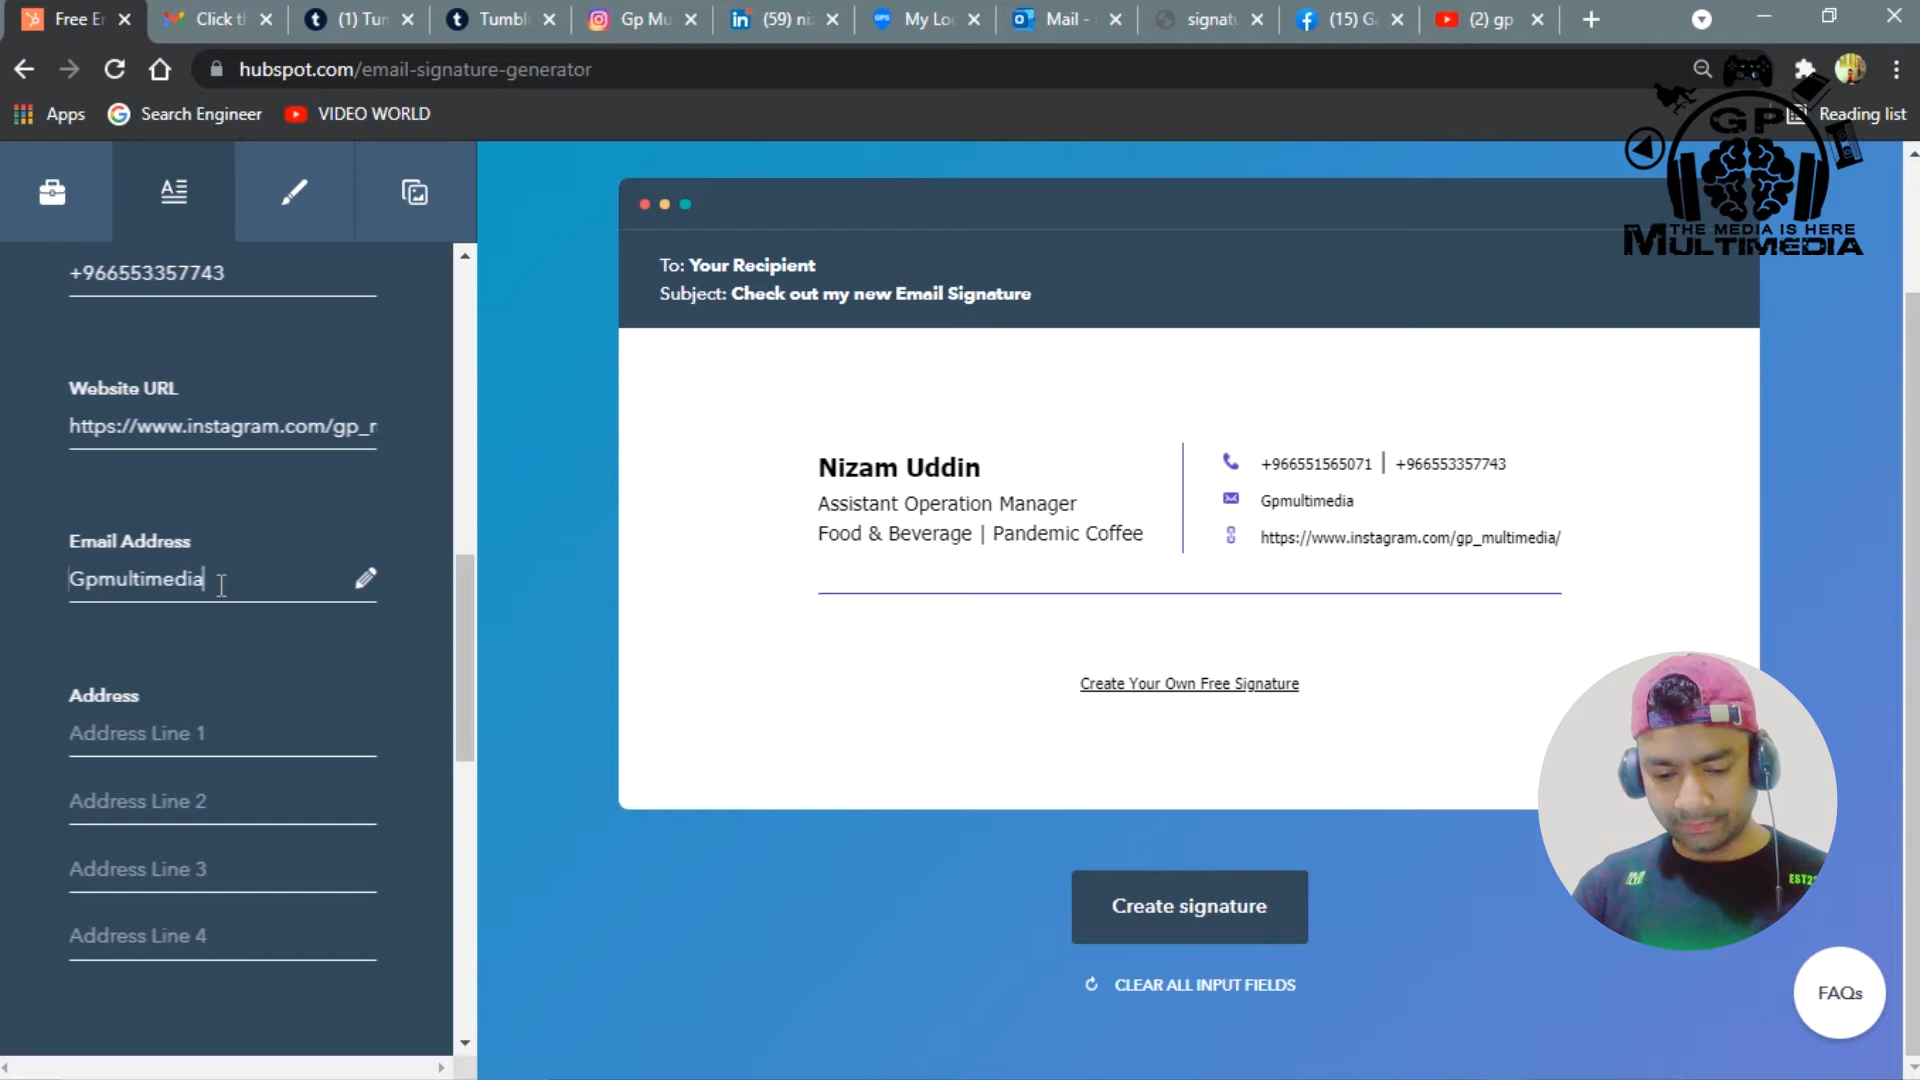 Free Er
Click th
(1) Tum
Tumbl
Gp Mu
(59) ni
My Loc
Mail -
signatu
(15) Ga
(2) gp
hubspot.com/email-signature-generator
Apps
Search Engineer
VIDEO WORLD
Reading list
GP
THE MEDIA IS HERE
MULTIMEDIA
To: Your Recipient
Subject: Check out my new Email Signature
+966553357743
Website URL
https://www.instagram.com/gp_r
Email Address
Gpmultimedia
Address
Address Line 1
Address Line 2
Address Line 3
Address Line 4
Nizam Uddin
Assistant Operation Manager
Food & Beverage | Pandemic Coffee
+966551565071 | +966553357743
Gpmultimedia
https://www.instagram.com/gp_multimedia/
Create Your Own Free Signature
Create signature
CLEAR ALL INPUT FIELDS
FAQs